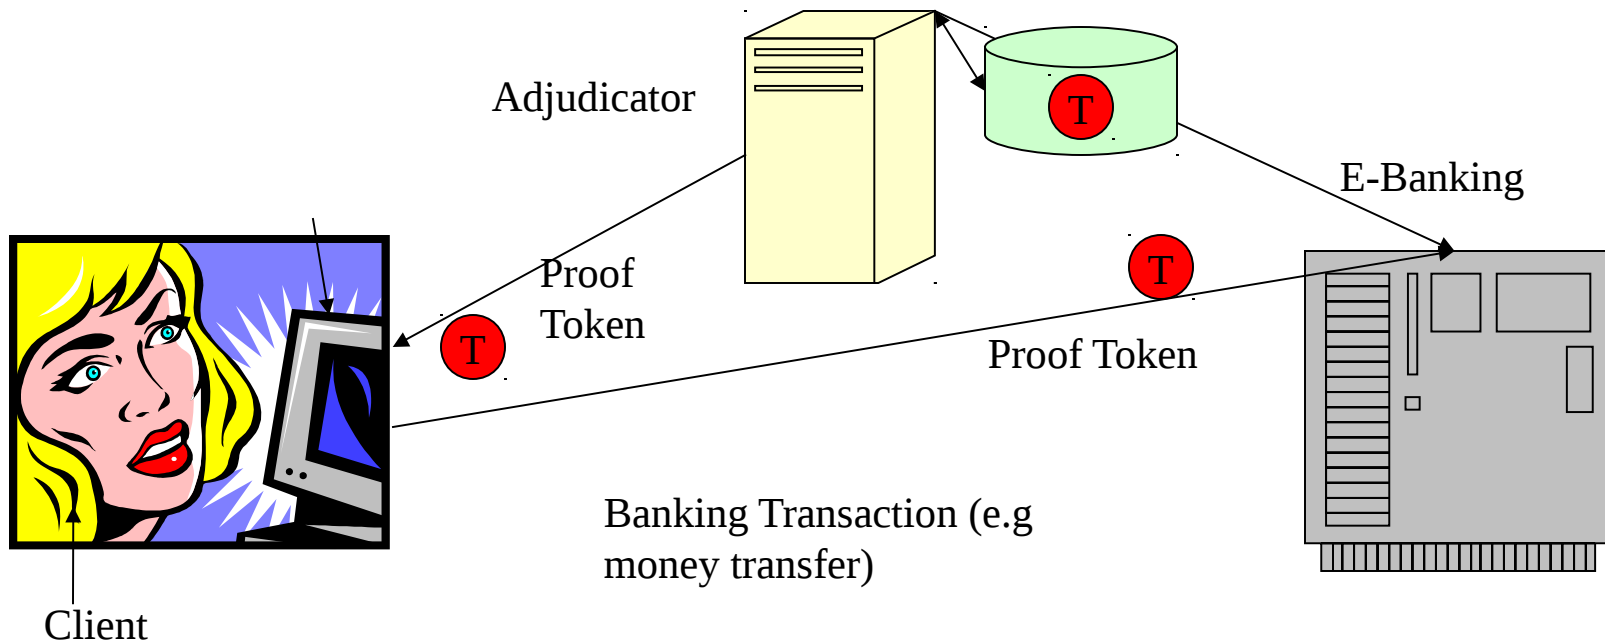 Adjudicator
T
E-Banking
T
Proof
Token
T
Proof Token
Banking Transaction (e.g
money transfer)
Client